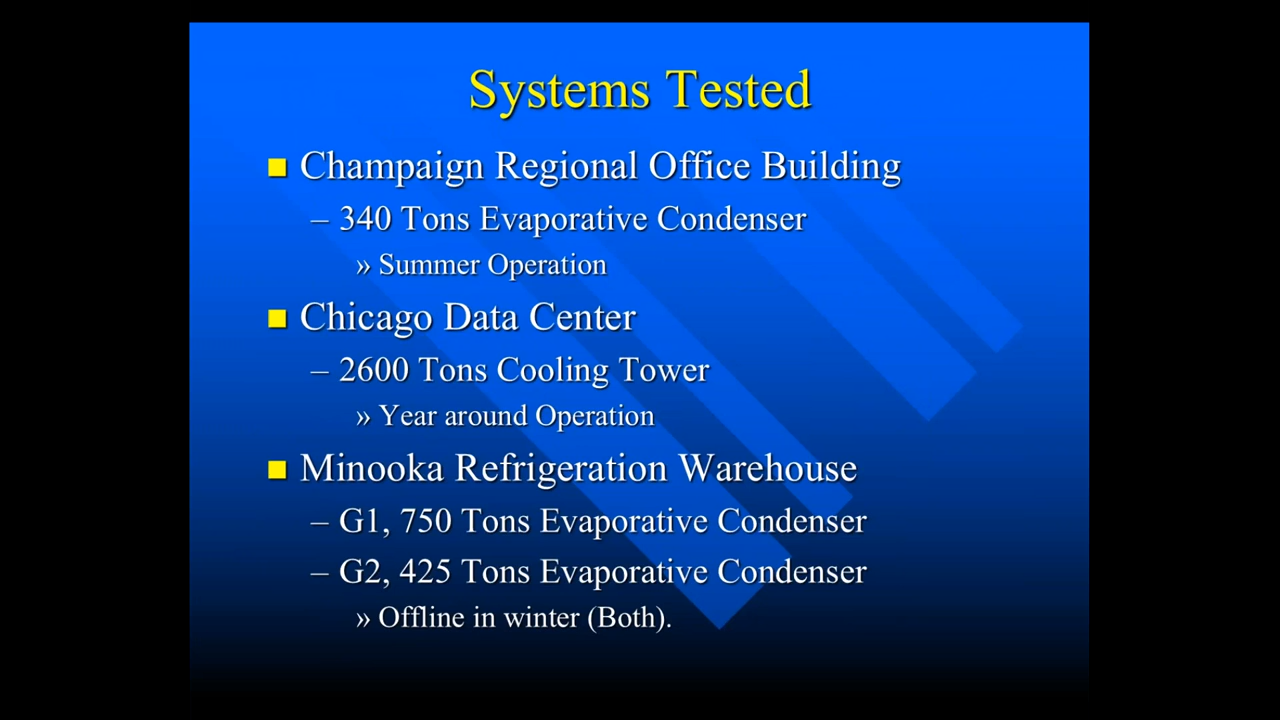 Systems Tested
Champaign Regional Office Building
– 340 Tons Evaporative Condenser
» Summer Operation
Chicago Data Center
– 2600 Tons Cooling Tower
» Year around Operation
Minooka Refrigeration Warehouse
– G1, 750 Tons Evaporative Condenser
– G2, 425 Tons Evaporative Condenser
» Offline in winter (Both).